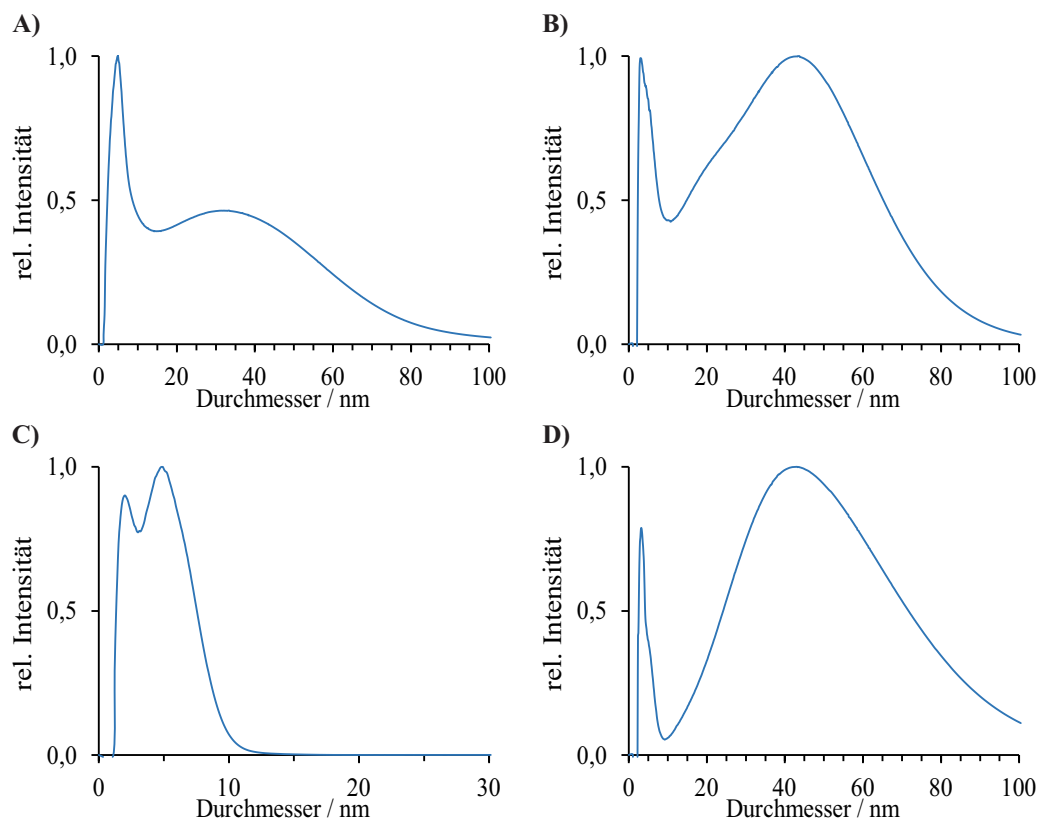 A)
1,0
0,5
0,0
rel. Intensität
0 20 40 60 80 100
Durchmesser / nm
B)
1,0
0,5
0,0
rel. Intensität
0 20 40 60 80 100
Durchmesser / nm
C)
1,0
0,5
0,0
rel. Intensität
0 10 20 30
Durchmesser / nm
D)
1,0
0,5
0,0
rel. Intensität
0 20 40 60 80 100
Durchmesser / nm